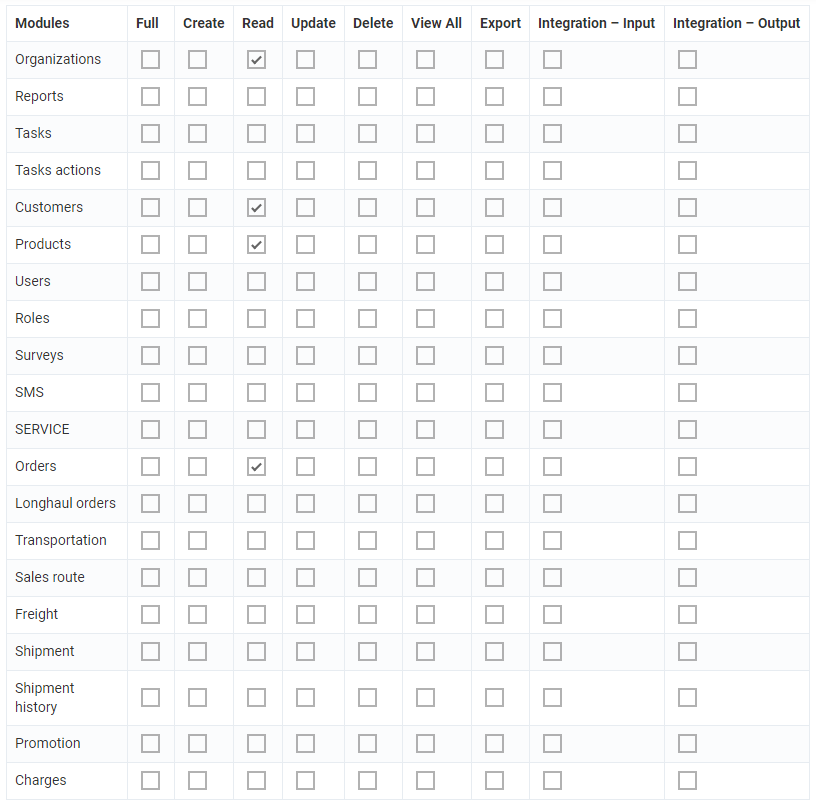 Modules Full Create Read Update Delete View All Export Integration – Input Integration – Output
Organizations
Reports
Tasks
Tasks actions
Customers
Products
Users
Roles
Surveys
SMS
SERVICE
Orders
Longhaul orders
Transportation
Sales route
Freight
Shipment
Shipment
history
Promotion
Charges